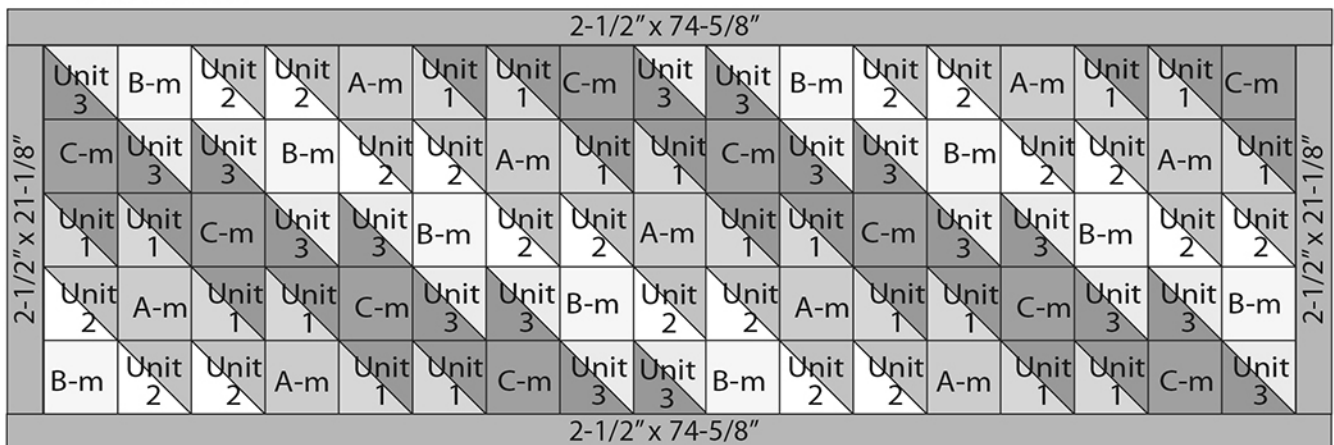 2-1/2” x 74-5/8”
Unit 3 B-m Unit 2 Unit 2 A-m Unit 1 Unit 1 C-m Unit 3 Unit 3 B-m Unit 2 Unit 2 A-m Unit 1 Unit 1 C-m
C-m Unit 3 Unit 3 B-m Unit 2 Unit 2 A-m Unit 1 Unit 1 C-m Unit 3 Unit 3 B-m Unit 2 Unit 2 A-m Unit 1
2-1/2” x 21-1/8”
Unit 1 Unit 1 C-m Unit 3 Unit 3 B-m Unit 2 Unit 2 A-m Unit 1 Unit 1 C-m Unit 3 Unit 3 B-m Unit 2 Unit 2
2-1/2” x 21-1/8”
Unit 2 A-m Unit 1 Unit 1 C-m Unit 3 Unit 3 B-m Unit 2 Unit 2 A-m Unit 1 Unit 1 C-m Unit 3 Unit 3 B-m
B-m Unit 2 Unit 2 A-m Unit 1 Unit 1 C-m Unit 3 Unit 3 B-m Unit 2 Unit 2 A-m Unit 1 Unit 1 C-m Unit 3
2-1/2” x 74-5/8”